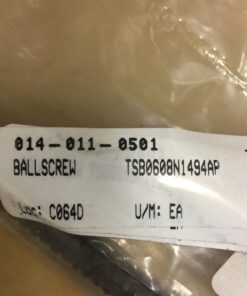 014-011-0501
BALLSCREW TSB0608N1494AP
Loc: C064D U/M: EA